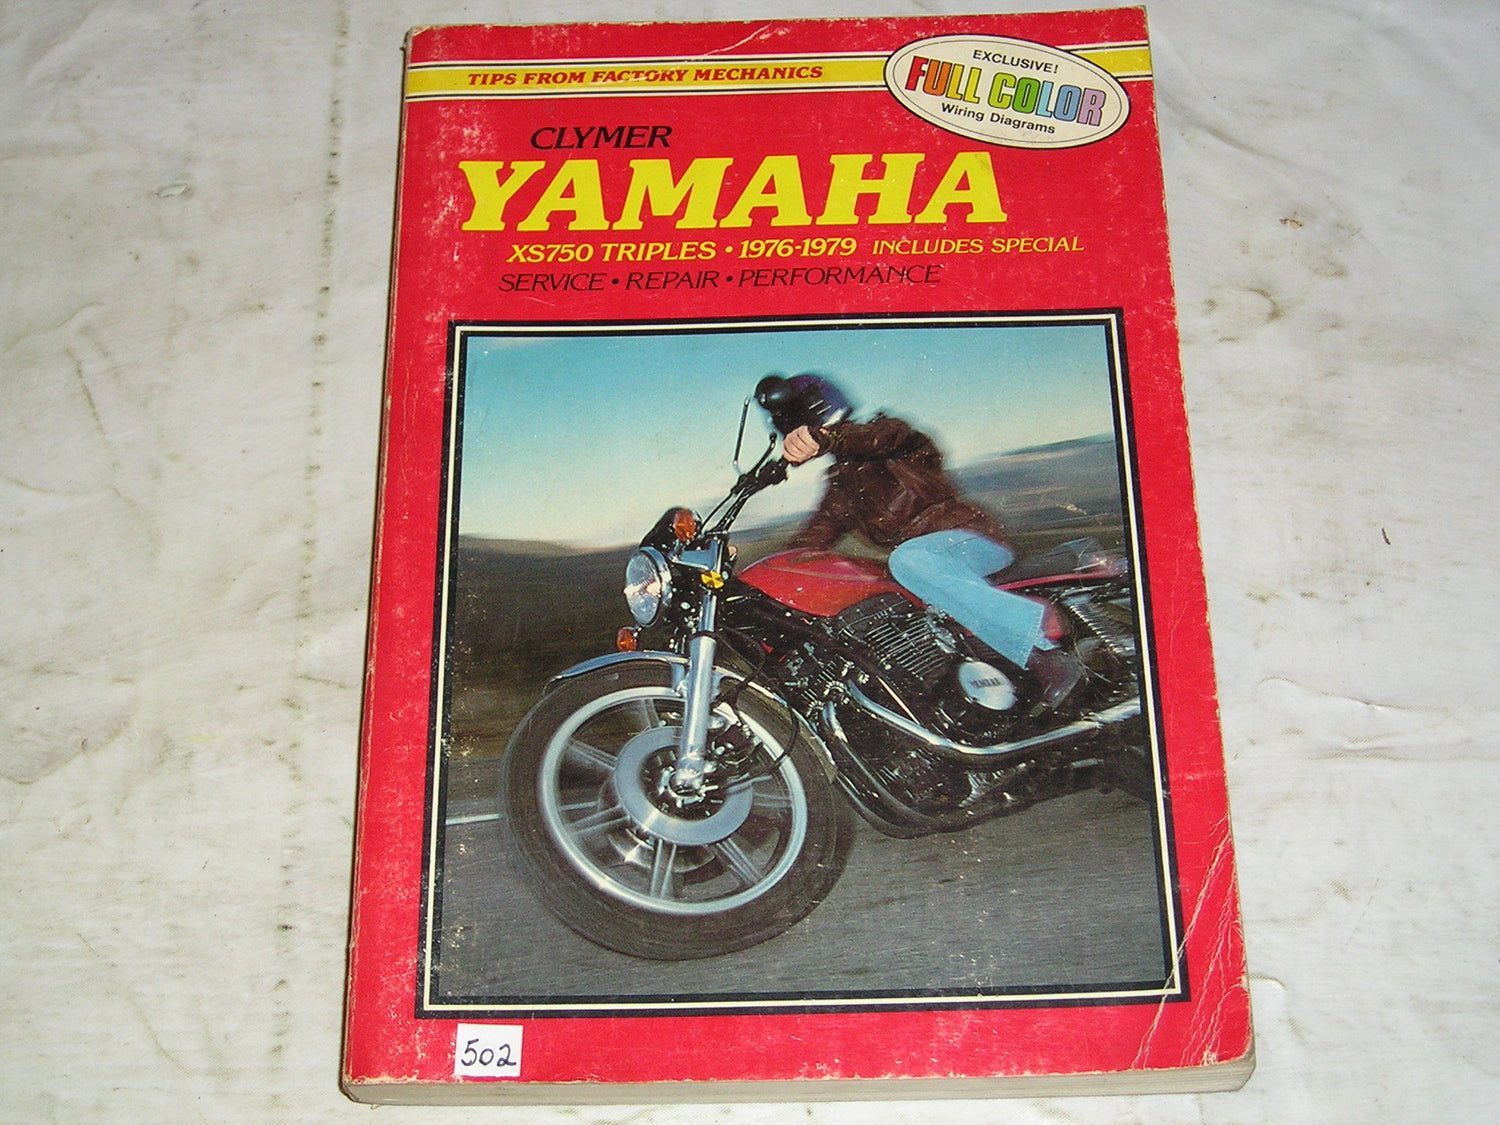 TIPS FROM FACTORY MECHANICS
EXCLUSIVE!
FULL COLOR
Wiring Diagrams
CLYMER
YAMAHA
XS750 TRIPLES • 1976-1979 INCLUDES SPECIAL
SERVICE • REPAIR • PERFORMANCE
YAMAHA
502